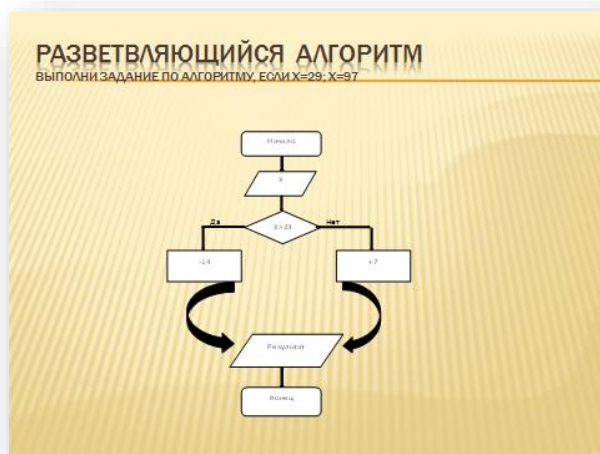 РАЗВЕТВЛЯЮЩИЙСЯ АЛГОРИТМ
ВЫПОЛНИ ЗАДАНИЕ ПО АЛГОРИТМУ, ЕСЛИ Х=29; Х=97
Начало
X
Да
X>23
Нет
-14
+7
Результат
Конец